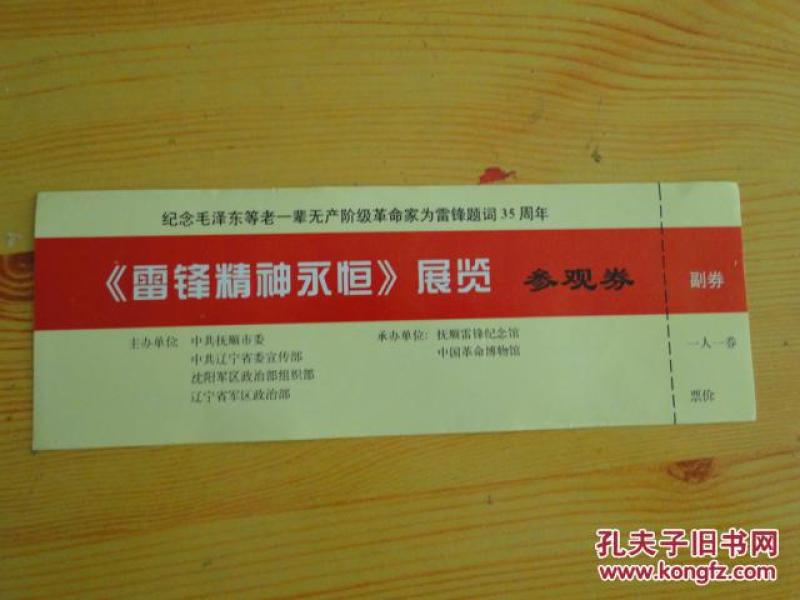 纪念毛泽东等老一辈无产阶级革命家为雷锋题词35周年
《雷锋精神永恒》展览 参观券
主办单位: 中共抚顺市委
中共辽宁省委宣传部
沈阳军区政治部组织部
辽宁省军区政治部
承办单位: 抚顺雷锋纪念馆
中国革命博物馆
副券
一人一券
票价
孔夫子旧书网
www.kongfz.com